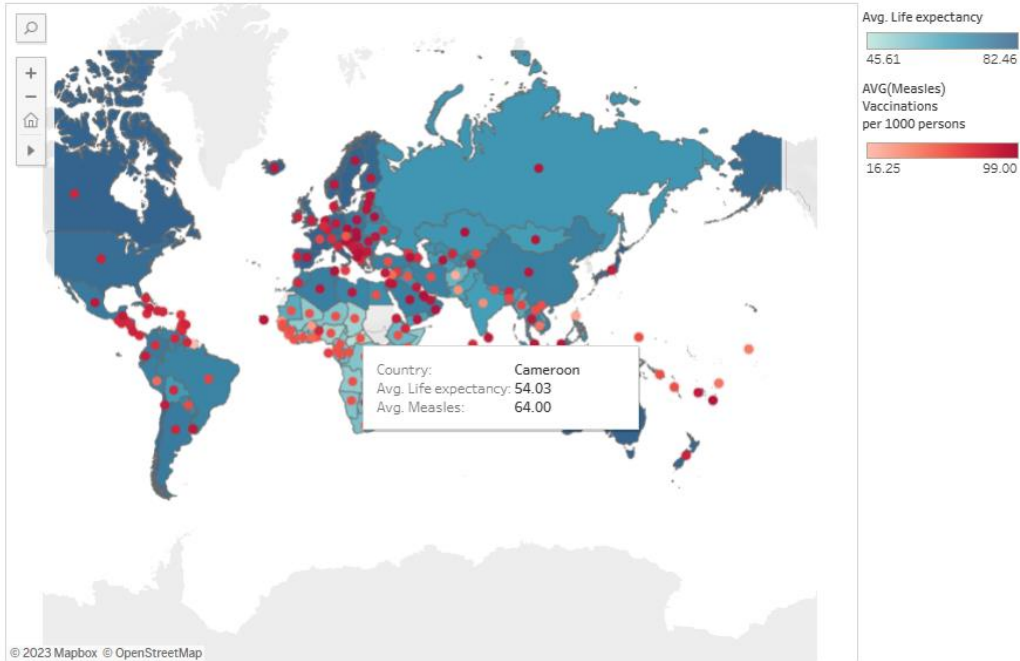 Avg. Life expectancy
45.61 82.46
AVG(Measles)
Vaccinations
per 1000 persons
16.25 99.00
Country: Cameroon
Avg. Life expectancy: 54.03
Avg. Measles: 64.00
© 2023 Mapbox © OpenStreetMap